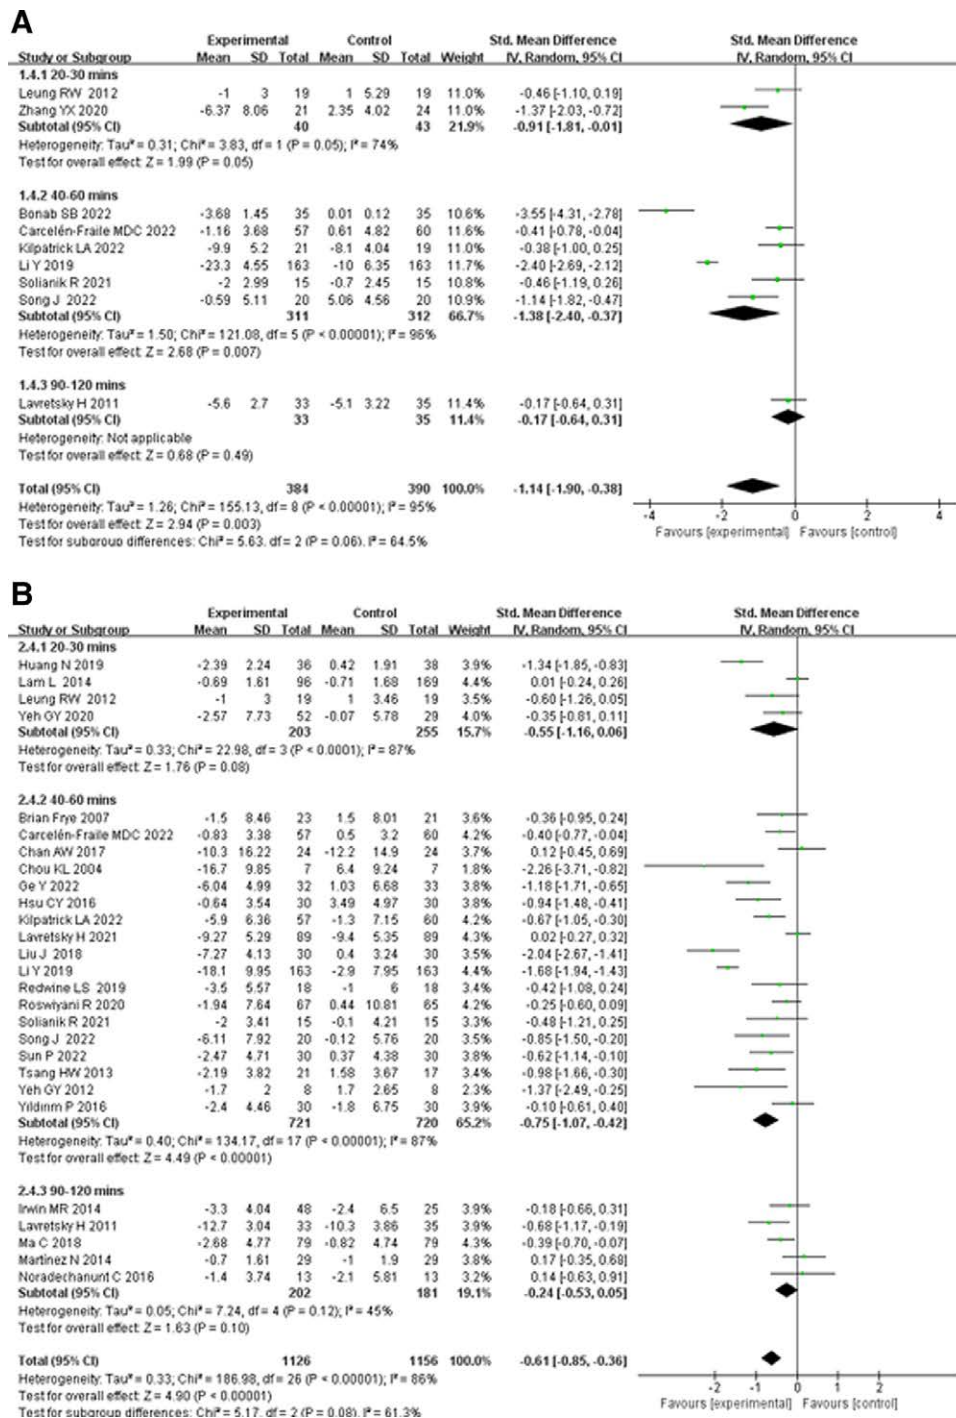 A
Experimental Control Std. Mean Difference Std. Mean Difference
Study or Subgroup Mean SD Total Mean SD Total Weight IV, Random, 95% CI IV, Random, 95% CI
1.4.1 20-30 mins
Leung RW 2012 -1 3 19 1 5.29 19 11.0% -0.46 [-1.10, 0.19]
Zhang YX 2020 -6.37 8.06 21 2.35 4.02 24 11.0% -1.37 [-2.03, -0.72]
Subtotal (95% CI) 40 43 21.9% -0.91 [-1.81, -0.01]
Heterogeneity: Tau² = 0.31; Chi² = 3.83, df = 1 (P = 0.05); I² = 74%
Test for overall effect: Z = 1.99 (P = 0.05)
1.4.2 40-60 mins
Bonab SB 2022 -3.68 1.45 35 0.01 0.12 35 10.6% -3.55 [-4.31, -2.78]
Carcelén-Fraile MDC 2022 -1.16 3.68 57 0.61 4.82 60 11.6% -0.41 [-0.78, -0.04]
Kilpatrick LA 2022 -9.9 5.2 21 -8.1 4.04 19 11.0% -0.38 [-1.00, 0.25]
Li Y 2019 -23.3 4.55 163 -10 6.35 163 11.7% -2.40 [-2.69, -2.12]
Solianik R 2021 -2 2.99 15 -0.7 2.45 15 10.8% -0.46 [-1.19, 0.26]
Song J 2022 -0.59 5.11 20 5.06 4.56 20 10.9% -1.14 [-1.82, -0.47]
Subtotal (95% CI) 311 312 66.7% -1.38 [-2.40, -0.37]
Heterogeneity: Tau² = 1.50; Chi² = 121.08, df = 5 (P < 0.00001); I² = 96%
Test for overall effect: Z = 2.68 (P = 0.007)
1.4.3 90-120 mins
Lavretsky H 2011 -5.6 2.7 33 -5.1 3.22 35 11.4% -0.17 [-0.64, 0.31]
Subtotal (95% CI) 33 35 11.4% -0.17 [-0.64, 0.31]
Heterogeneity: Not applicable
Test for overall effect: Z = 0.68 (P = 0.49)
Total (95% CI) 384 390 100.0% -1.14 [-1.90, -0.38]
Heterogeneity: Tau² = 1.26; Chi² = 155.13, df = 8 (P < 0.00001); I² = 95%
Test for overall effect: Z = 2.94 (P = 0.003)
Test for subgroup differences: Chi² = 5.63, df = 2 (P = 0.06), I² = 64.5%
-4 -2 0 2 4
Favours [experimental] Favours [control]
B
Experimental Control Std. Mean Difference Std. Mean Difference
Study or Subgroup Mean SD Total Mean SD Total Weight IV, Random, 95% CI IV, Random, 95% CI
2.4.1 20-30 mins
Huang N 2019 -2.39 2.24 36 0.42 1.91 38 3.9% -1.34 [-1.85, -0.83]
Lam L 2014 -0.69 1.61 96 -0.71 1.68 169 4.4% 0.01 [-0.24, 0.26]
Leung RW 2012 -1 3 19 1 3.46 19 3.5% -0.60 [-1.26, 0.05]
Yeh GY 2020 -2.57 7.73 52 -0.07 5.78 29 4.0% -0.35 [-0.81, 0.11]
Subtotal (95% CI) 203 255 15.7% -0.55 [-1.16, 0.06]
Heterogeneity: Tau² = 0.33; Chi² = 22.98, df = 3 (P < 0.0001); I² = 87%
Test for overall effect: Z = 1.76 (P = 0.08)
2.4.2 40-60 mins
Brian Frye 2007 -1.5 8.46 23 1.5 8.01 21 3.6% -0.36 [-0.95, 0.24]
Carcelén-Fraile MDC 2022 -0.83 3.38 57 0.5 3.2 60 4.2% -0.40 [-0.77, -0.04]
Chan AW 2017 -10.3 16.22 24 -12.2 14.9 24 3.7% 0.12 [-0.45, 0.69]
Chou KL 2004 -16.7 9.85 7 6.4 9.24 7 1.8% -2.26 [-3.71, -0.82]
Ge Y 2022 -6.04 4.99 32 1.03 6.68 33 3.8% -1.18 [-1.71, -0.65]
Hsu CY 2016 -0.64 3.54 30 3.49 4.97 30 3.8% -0.94 [-1.48, -0.41]
Kilpatrick LA 2022 -5.9 6.36 57 -1.3 7.15 60 4.2% -0.67 [-1.05, -0.30]
Lavretsky H 2021 -9.27 5.29 89 -9.4 5.35 89 4.3% 0.02 [-0.27, 0.32]
Liu J 2018 -7.27 4.13 30 0.4 3.24 30 3.5% -2.04 [-2.67, -1.41]
Li Y 2019 -18.1 9.95 163 -2.9 7.95 163 4.4% -1.68 [-1.94, -1.43]
Redwine LS 2019 -3.5 5.57 18 -1 6 18 3.5% -0.42 [-1.08, 0.24]
Roswiyani R 2020 -1.94 7.64 67 0.44 10.81 65 4.2% -0.25 [-0.60, 0.09]
Solianik R 2021 -2 3.41 15 -0.1 4.21 15 3.3% -0.48 [-1.21, 0.25]
Song J 2022 -6.11 7.92 20 -0.12 5.76 20 3.5% -0.85 [-1.50, -0.20]
Sun P 2022 -2.47 4.71 30 0.37 4.38 30 3.8% -0.62 [-1.14, -0.10]
Tsang HW 2013 -2.19 3.82 21 1.58 3.67 17 3.4% -0.98 [-1.66, -0.30]
Yeh GY 2012 -1.7 2 8 1.7 2.65 8 2.3% -1.37 [-2.49, -0.25]
Yıldırım P 2016 -2.4 4.46 30 -1.8 6.75 30 3.9% -0.10 [-0.61, 0.40]
Subtotal (95% CI) 721 720 65.2% -0.75 [-1.07, -0.42]
Heterogeneity: Tau² = 0.40; Chi² = 134.17, df = 17 (P < 0.00001); I² = 87%
Test for overall effect: Z = 4.49 (P < 0.00001)
2.4.3 90-120 mins
Irwin MR 2014 -3.3 4.04 48 -2.4 6.5 25 3.9% -0.18 [-0.66, 0.31]
Lavretsky H 2011 -12.7 3.04 33 -10.3 3.86 35 3.9% -0.68 [-1.17, -0.19]
Ma C 2018 -2.68 4.77 79 -0.82 4.74 79 4.3% -0.39 [-0.70, -0.07]
Martínez N 2014 -0.7 1.61 29 -1 1.9 29 3.8% 0.17 [-0.35, 0.68]
Noradechanunt C 2016 -1.4 3.74 13 -2.1 5.81 13 3.2% 0.14 [-0.63, 0.91]
Subtotal (95% CI) 202 181 19.1% -0.24 [-0.53, 0.05]
Heterogeneity: Tau² = 0.05; Chi² = 7.24, df = 4 (P = 0.12); I² = 45%
Test for overall effect: Z = 1.63 (P = 0.10)
Total (95% CI) 1126 1156 100.0% -0.61 [-0.85, -0.36]
Heterogeneity: Tau² = 0.33; Chi² = 186.98, df = 26 (P < 0.00001); I² = 86%
Test for overall effect: Z = 4.90 (P < 0.00001)
Test for subgroup differences: Chi² = 5.17, df = 2 (P = 0.08), I² = 61.3%
-2 -1 0 1 2
Favours [experimental] Favours [control]